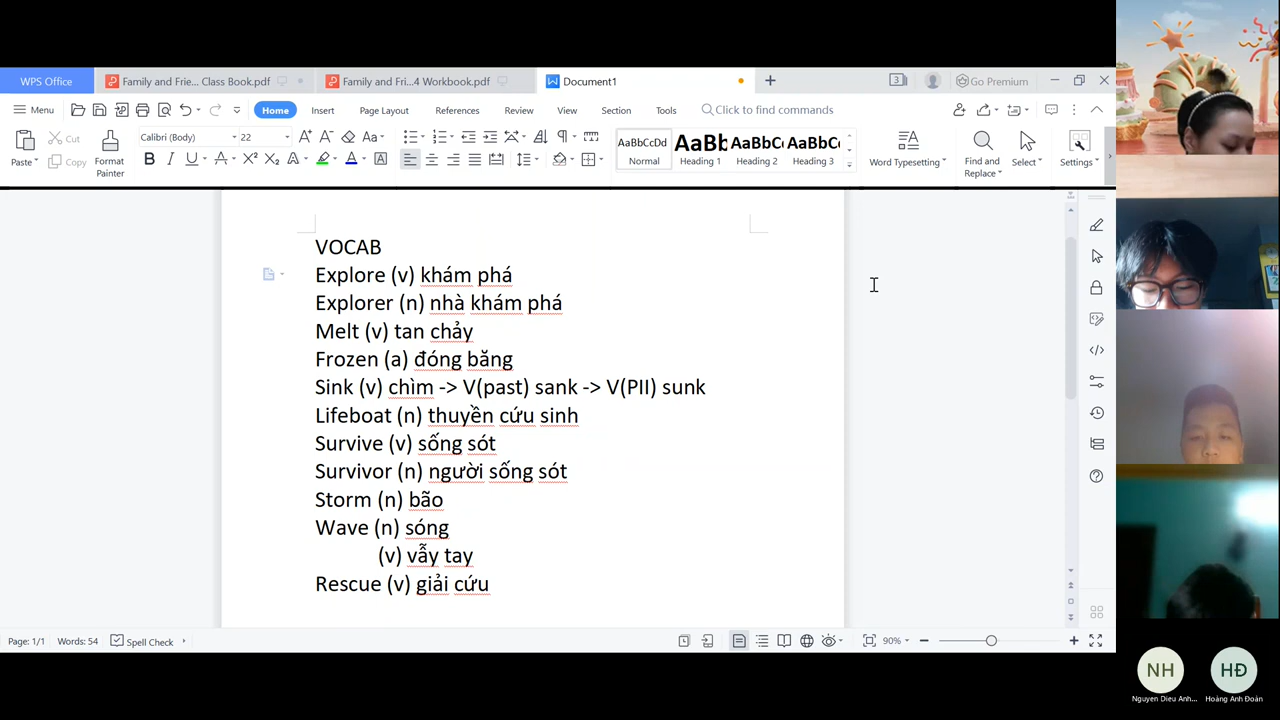 WPS Office
Family and Frie... Class Book.pdf
Family and Fri...4 Workbook.pdf
Document1
3
Go Premium
Menu
Home
Insert
Page Layout
References
Review
View
Section
Tools
Click to find commands
Paste
Cut
Copy
Format Painter
Calibri (Body)
22
AaBbCcDd
Normal
AaBb
Heading 1
AaBbC
Heading 2
AaBbC
Heading 3
Word Typesetting
Find and Replace
Select
Settings
VOCAB
Explore (v) khám phá
Explorer (n) nhà khám phá
Melt (v) tan chảy
Frozen (a) đóng băng
Sink (v) chìm -> V(past) sank -> V(PII) sunk
Lifeboat (n) thuyền cứu sinh
Survive (v) sống sót
Survivor (n) người sống sót
Storm (n) bão
Wave (n) sóng
(v) vẫy tay
Rescue (v) giải cứu
Page: 1/1
Words: 54
Spell Check
90%
NH
Nguyen Dieu Anh...
HĐ
Hoàng Anh Đoàn